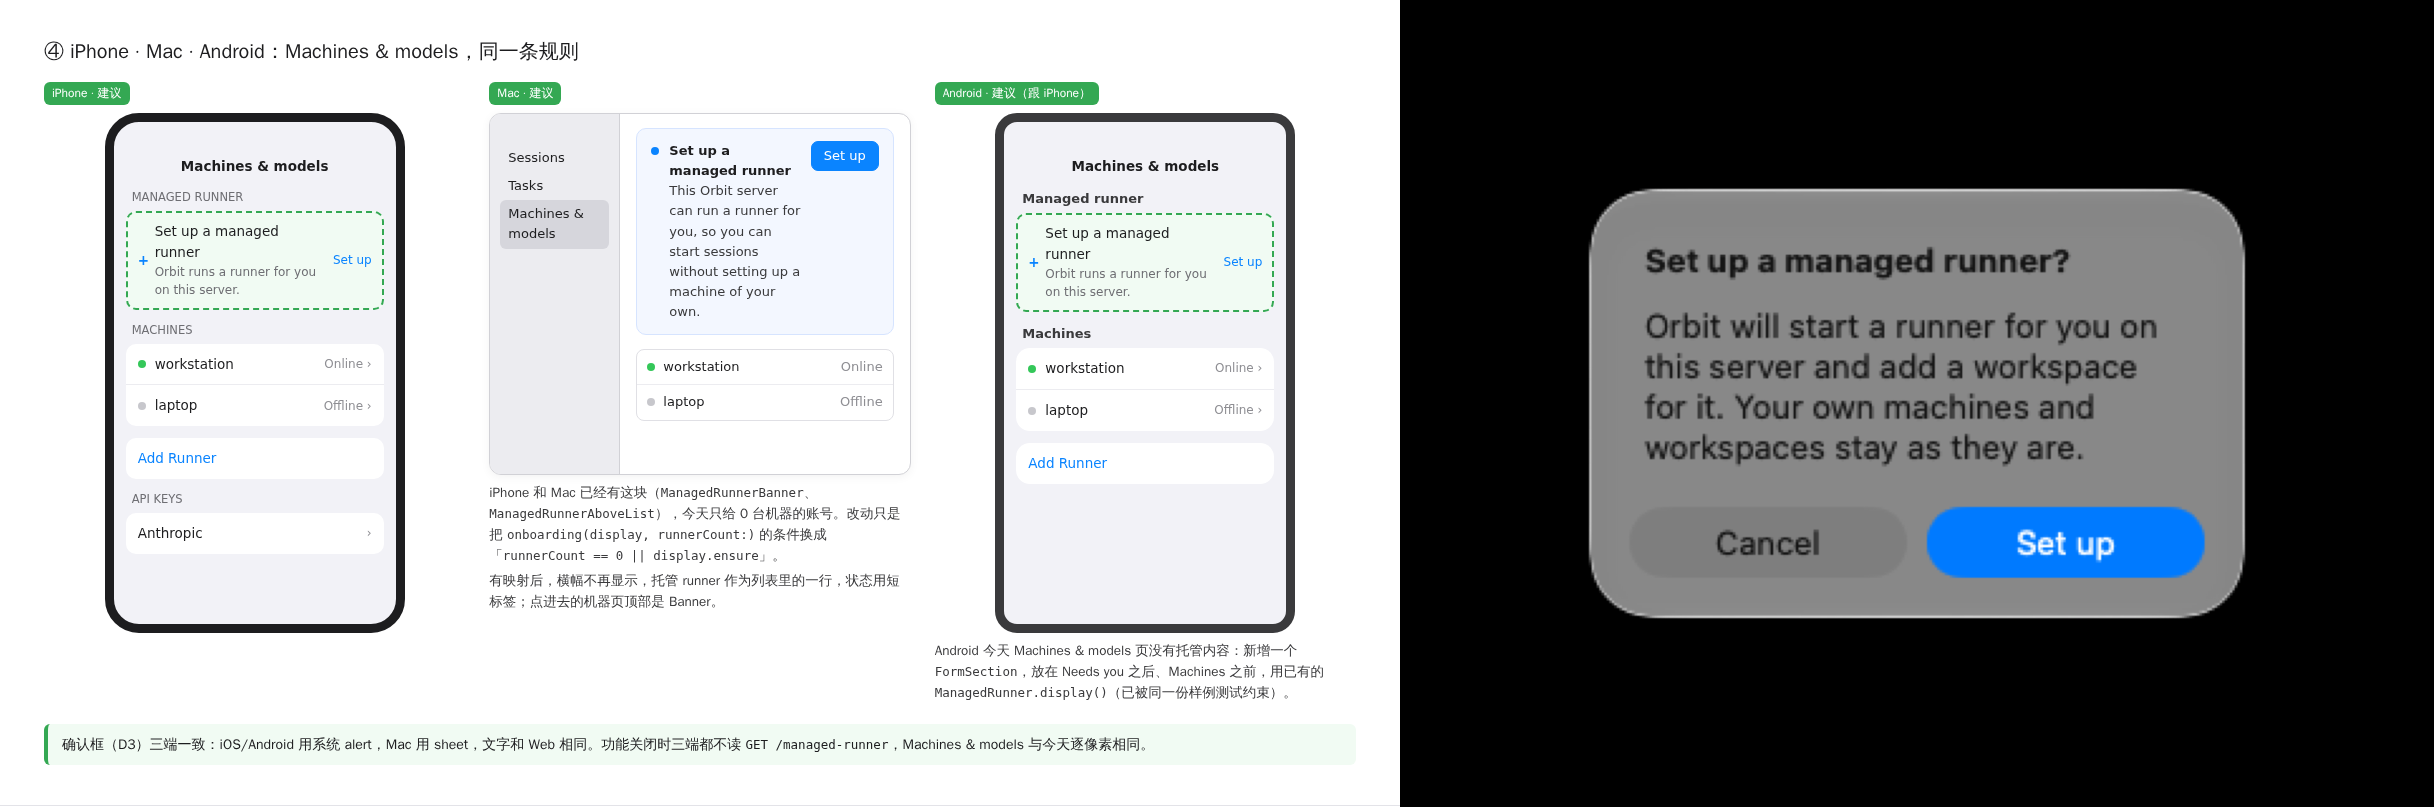 ④ iPhone · Mac · Android：Machines & models，同一条规则
iPhone · 建议
Machines & models
MANAGED RUNNER
+
Set up a managed
runner
Orbit runs a runner for you
on this server.
Set up
MACHINES
workstation
Online ›
laptop
Offline ›
Add Runner
API KEYS
Anthropic
›
Mac · 建议
Sessions
Tasks
Machines &
models
Set up a
managed runner
This Orbit server
can run a runner for
you, so you can
start sessions
without setting up a
machine of your
own.
Set up
workstation
Online
laptop
Offline
iPhone 和 Mac 已经有这块（ManagedRunnerBanner、
ManagedRunnerAboveList），今天只给 0 台机器的账号。改动只是
把 onboarding(display, runnerCount:) 的条件换成
「runnerCount == 0 || display.ensure」。
有映射后，横幅不再显示，托管 runner 作为列表里的一行，状态用短
标签；点进去的机器页顶部是 Banner。
Android · 建议（跟 iPhone）
Machines & models
Managed runner
+
Set up a managed
runner
Orbit runs a runner for you
on this server.
Set up
Machines
workstation
Online ›
laptop
Offline ›
Add Runner
Android 今天 Machines & models 页没有托管内容：新增一个
FormSection，放在 Needs you 之后、Machines 之前，用已有的
ManagedRunner.display()（已被同一份样例测试约束）。
确认框（D3）三端一致：iOS/Android 用系统 alert，Mac 用 sheet，文字和 Web 相同。功能关闭时三端都不读 GET /managed-runner，Machines & models 与今天逐像素相同。
Set up a managed runner?
Orbit will start a runner for you on
this server and add a workspace
for it. Your own machines and
workspaces stay as they are.
Cancel
Set up